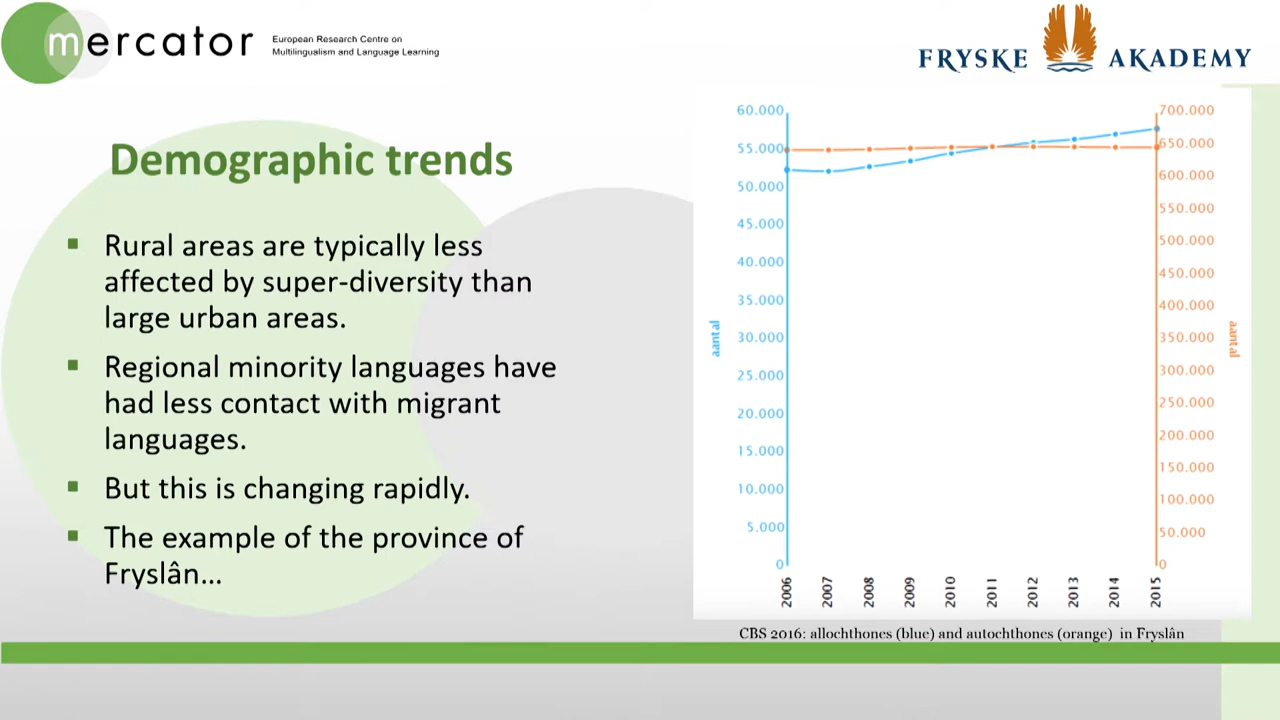 mercator
European Research Centre on
Multilingualism and Language Learning
FRYSKE AKADEMY
Demographic trends
Rural areas are typically less
affected by super-diversity than
large urban areas.
Regional minority languages have
had less contact with migrant
languages.
But this is changing rapidly.
The example of the province of
Fryslân...
60.000
55.000
50.000
45.000
40.000
35.000
30.000
25.000
20.000
15.000
10.000
5.000
0
aantal
700.000
650.000
600.000
550.000
500.000
450.000
400.000
350.000
300.000
250.000
200.000
150.000
100.000
50.000
0
aantal
2006
2007
2008
2009
2010
2011
2012
2013
2014
2015
CBS 2016: allochthones (blue) and autochthones (orange) in Fryslân